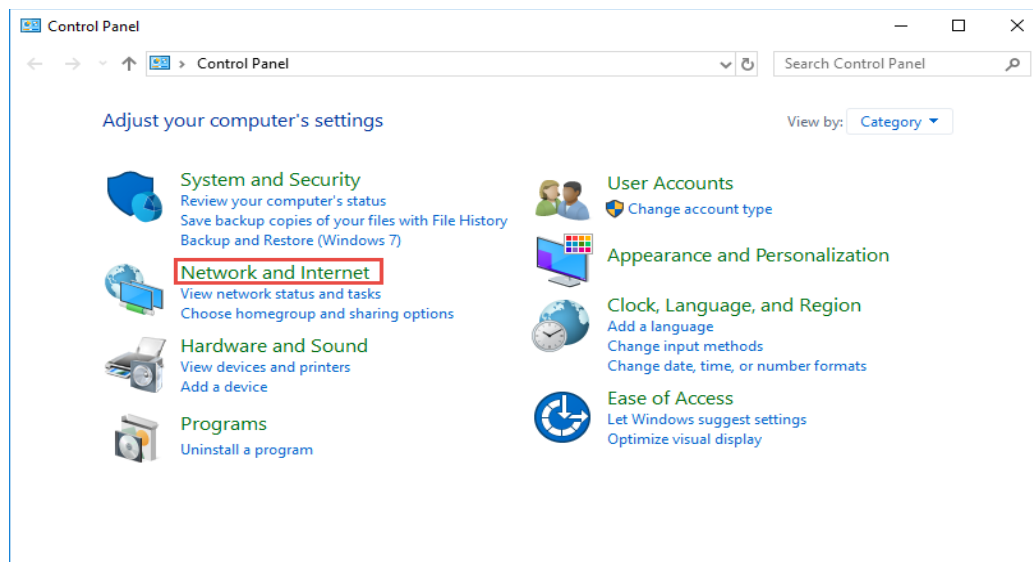 Control Panel
Control Panel
Search Control Panel
Adjust your computer's settings
View by: Category
System and Security
Review your computer's status
Save backup copies of your files with File History
Backup and Restore (Windows 7)
Network and Internet
View network status and tasks
Choose homegroup and sharing options
Hardware and Sound
View devices and printers
Add a device
Programs
Uninstall a program
User Accounts
Change account type
Appearance and Personalization
Clock, Language, and Region
Add a language
Change input methods
Change date, time, or number formats
Ease of Access
Let Windows suggest settings
Optimize visual display